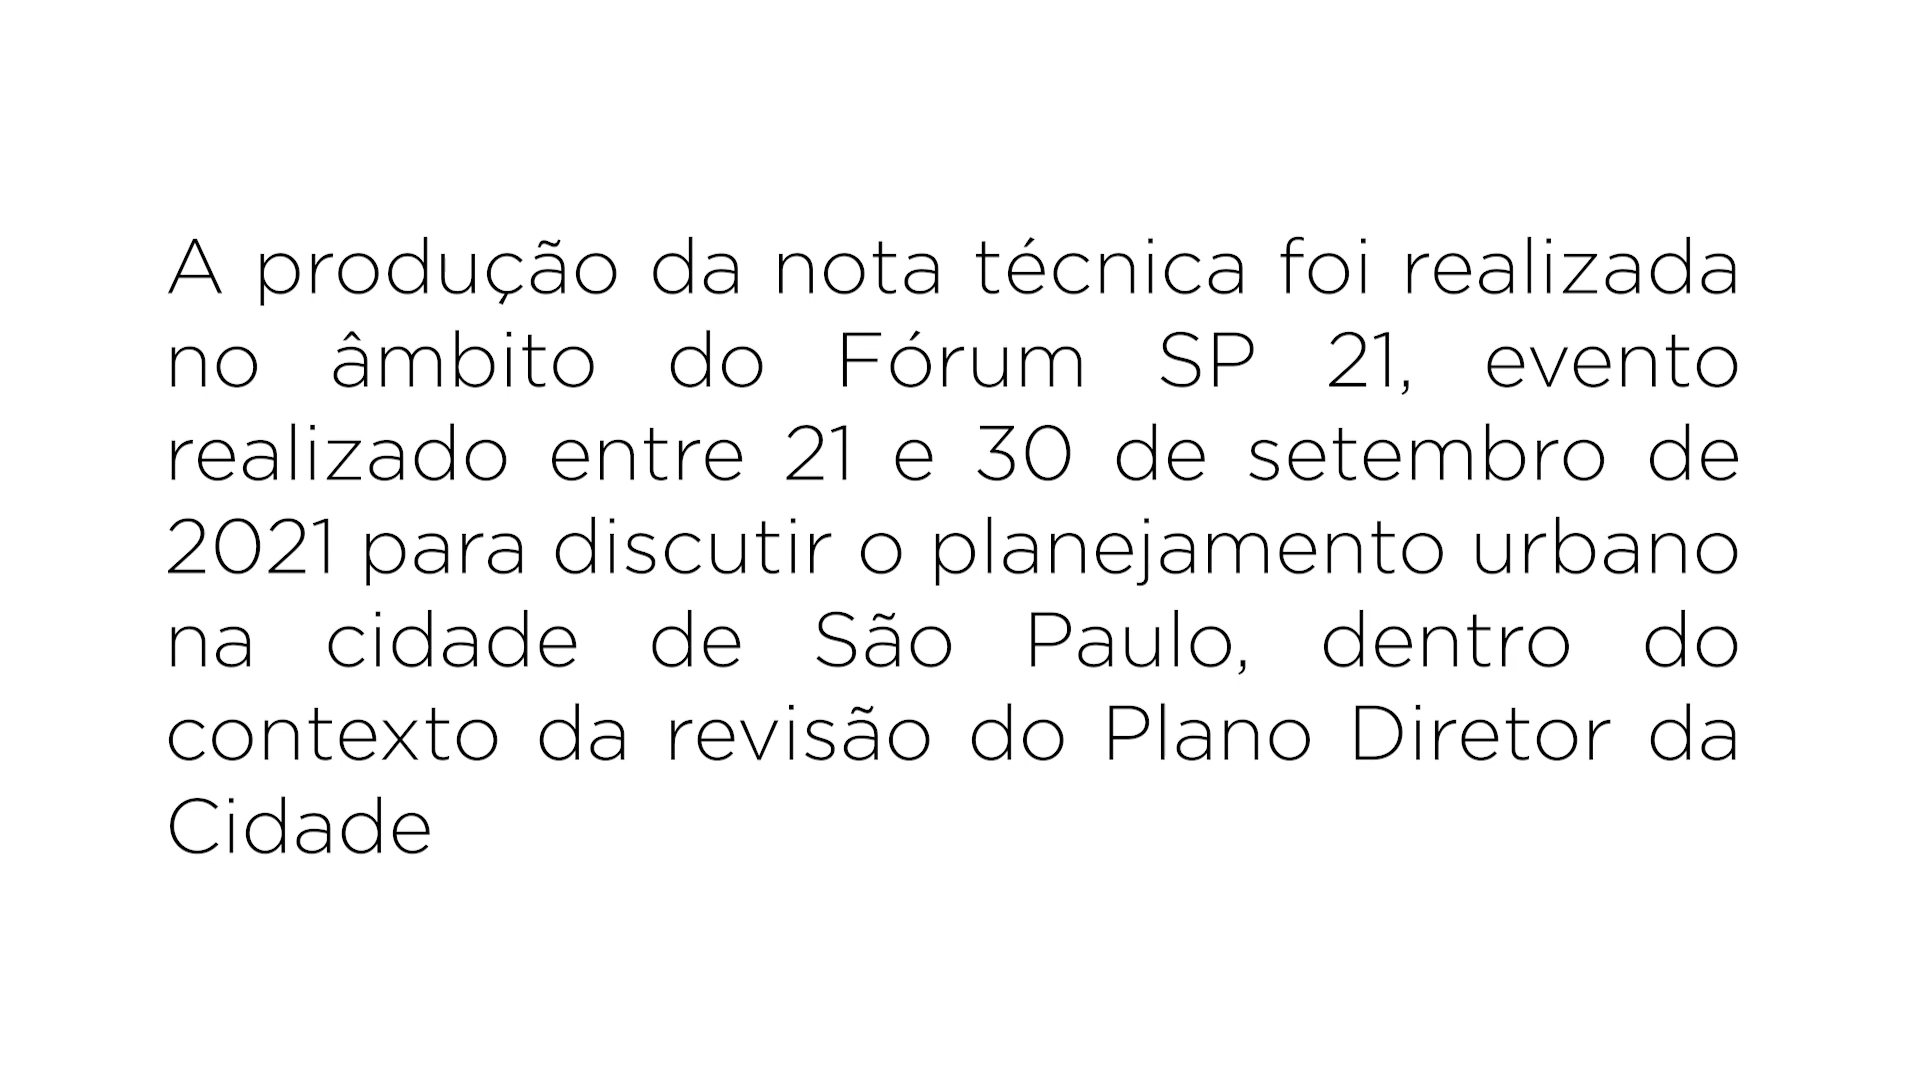 A produção da nota técnica foi realizada
no âmbito do Fórum SP 21, evento
realizado entre 21 e 30 de setembro de
2021 para discutir o planejamento urbano
na cidade de São Paulo, dentro do
contexto da revisão do Plano Diretor da
Cidade